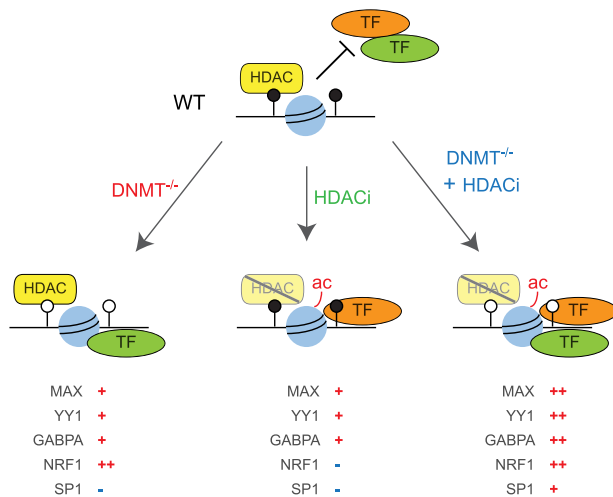 TF
TF
HDAC
WT
DNMT-/-
HDACi
DNMT-/-
+ HDACi
HDAC
TF
HDAC
ac
TF
HDAC
ac
TF
TF
MAX +
YY1 +
GABPA +
NRF1 ++
SP1 -
MAX +
YY1 +
GABPA +
NRF1 -
SP1 -
MAX ++
YY1 ++
GABPA ++
NRF1 ++
SP1 +